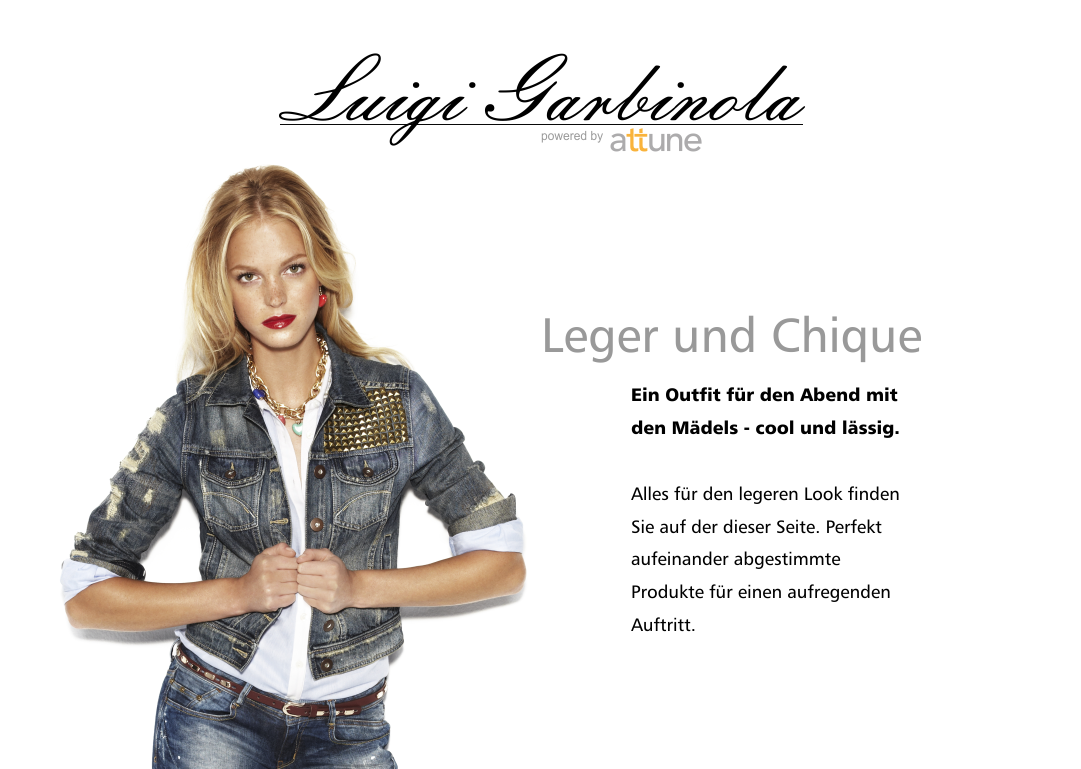 Luigi Garbinola
powered by attune
Leger und Chique
Ein Outfit für den Abend mit
den Mädels - cool und lässig.
Alles für den legeren Look finden
Sie auf der dieser Seite. Perfekt
aufeinander abgestimmte
Produkte für einen aufregenden
Auftritt.